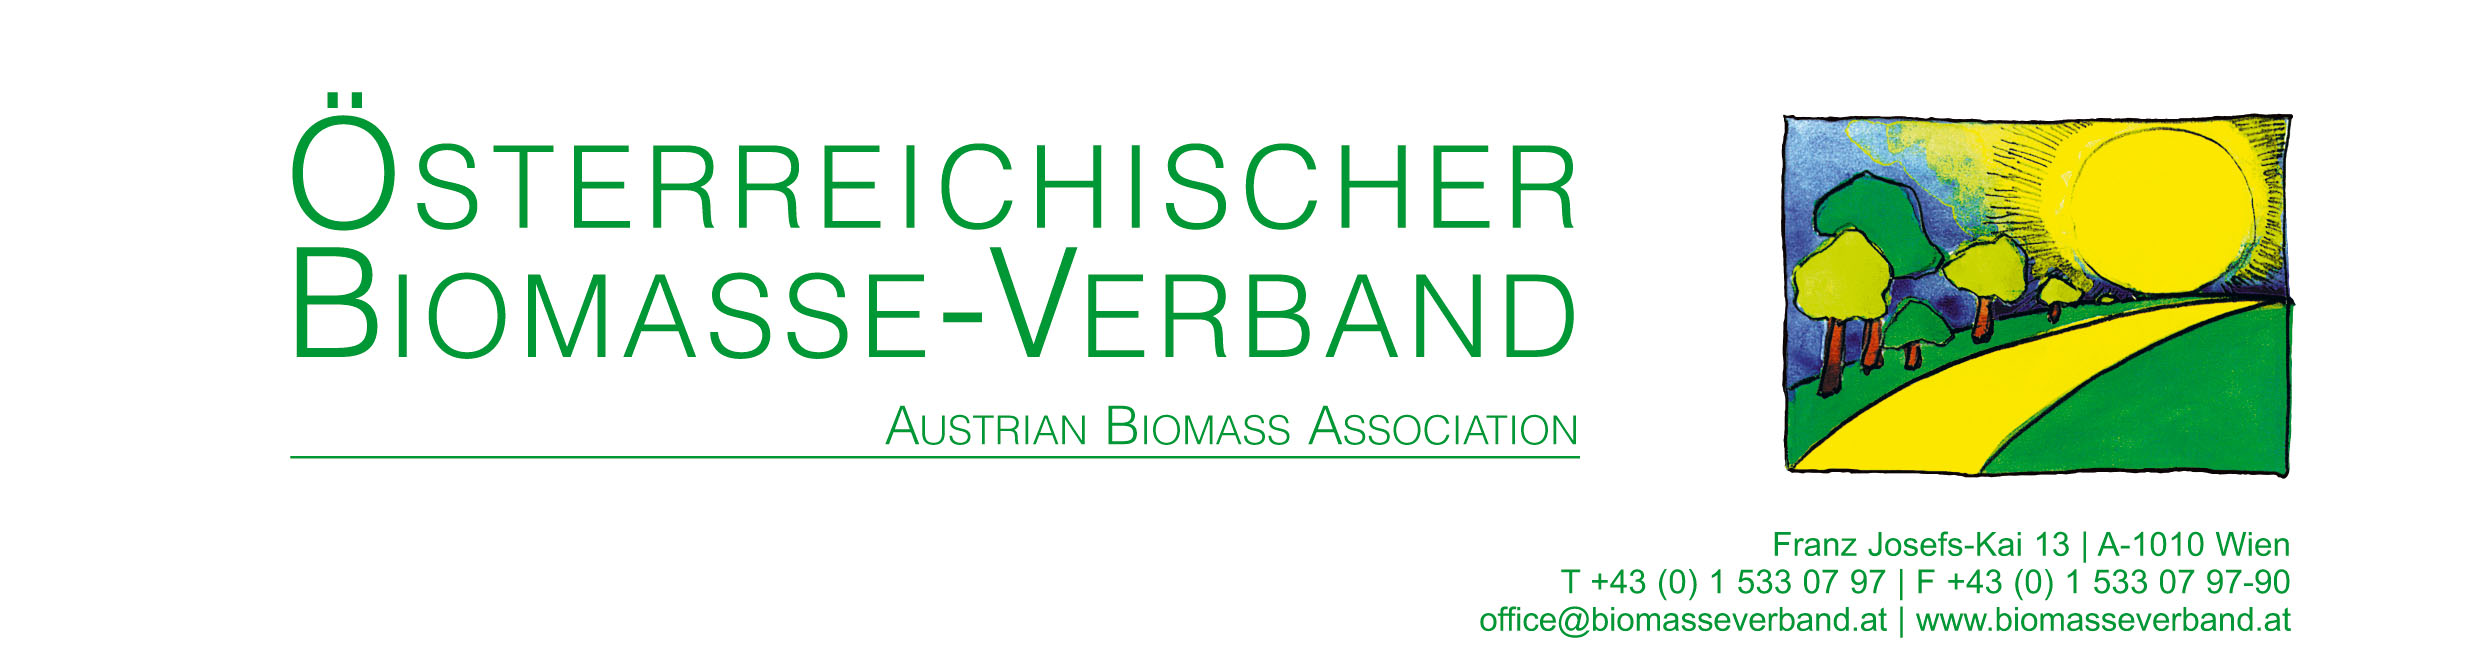 ÖSTERREICHISCHER
BIOMASSE-VERBAND
AUSTRIAN BIOMASS ASSOCIATION
Franz Josefs-Kai 13 | A-1010 Wien
T +43 (0) 1 533 07 97 | F +43 (0) 1 533 07 97-90
office@biomasseverband.at | www.biomasseverband.at